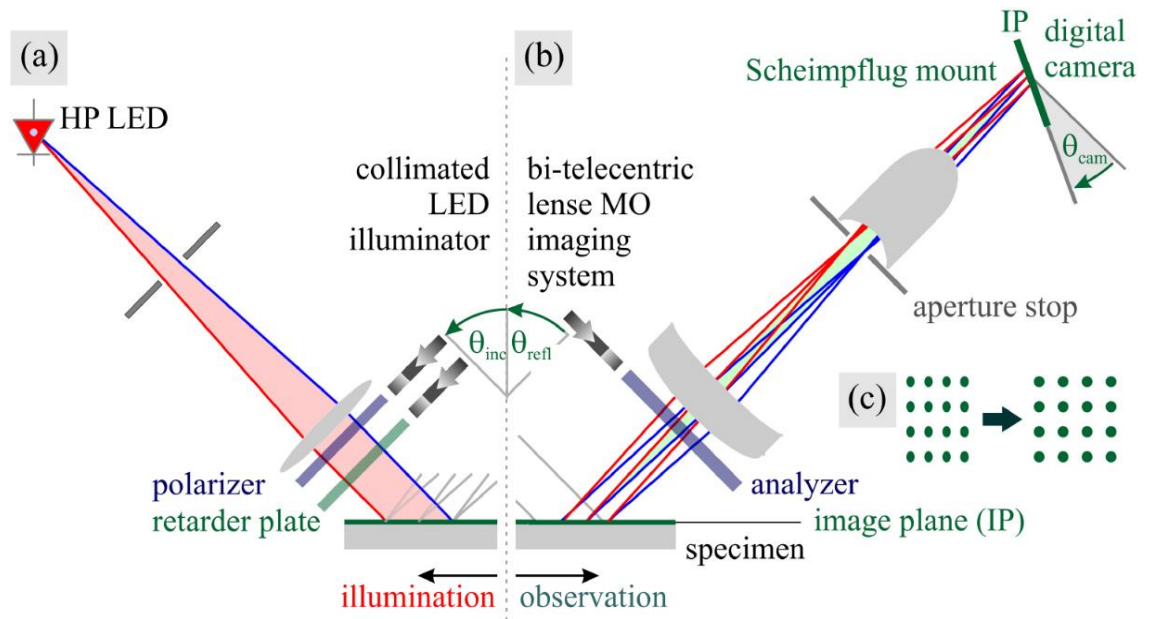 (a)
HP LED
collimated
LED
illuminator
polarizer
retarder plate
θinc
illumination
(b)
bi-telecentric
lense MO
imaging
system
θrefl
Scheimpflug mount
IP
digital
camera
θcam
aperture stop
(c)
analyzer
image plane (IP)
specimen
observation